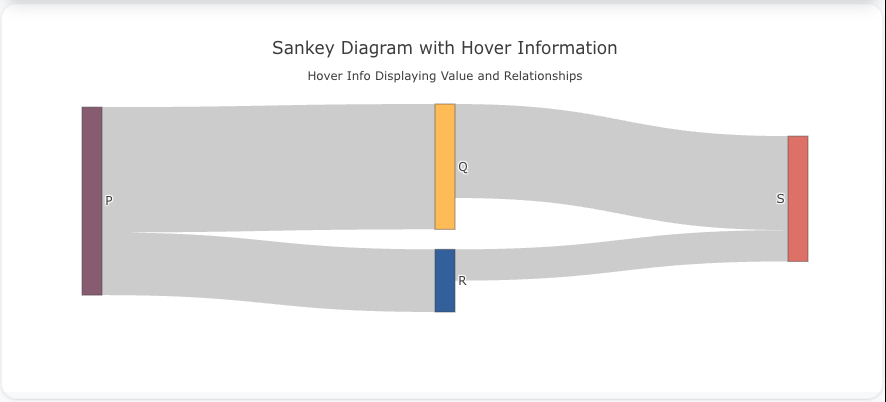 Sankey Diagram with Hover Information
Hover Info Displaying Value and Relationships
Q
P
S
R